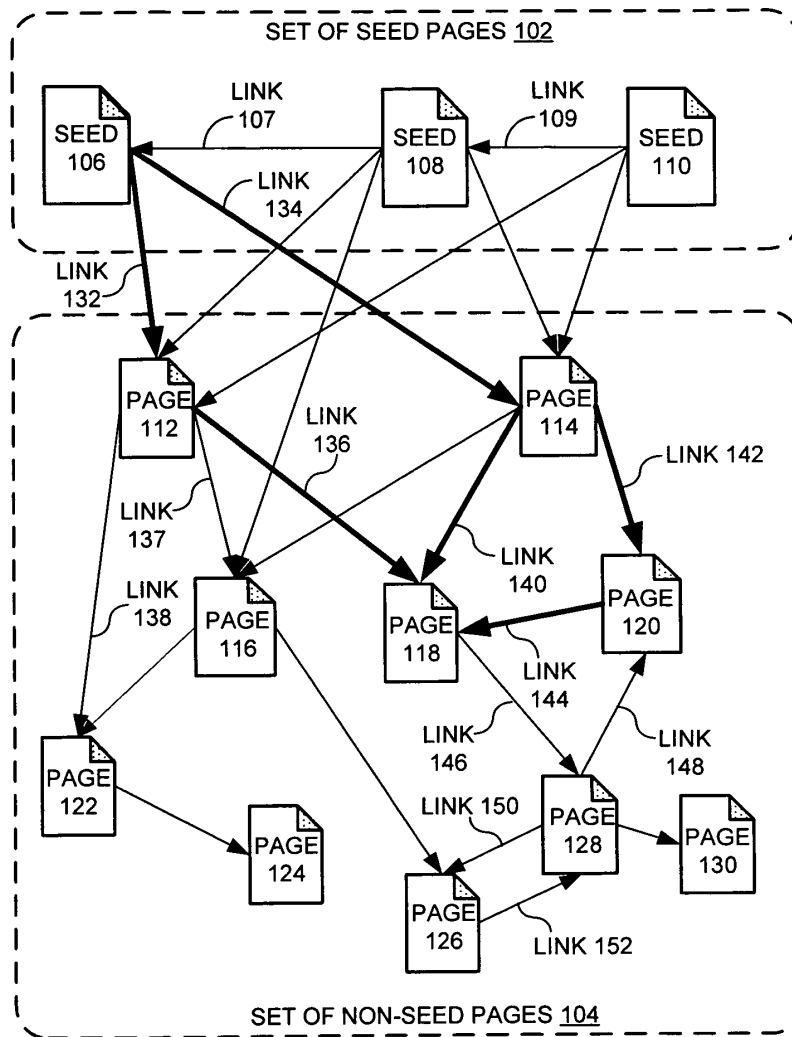 SET OF SEED PAGES 102
LINK
107
LINK
109
SEED
106
SEED
108
SEED
110
LINK
134
LINK
132
PAGE
112
LINK
136
PAGE
114
LINK 142
LINK
137
LINK
140
LINK
138
PAGE
116
PAGE
118
PAGE
120
LINK
144
LINK
146
LINK
148
PAGE
122
LINK 150
PAGE
124
PAGE
128
PAGE
130
PAGE
126
LINK 152
SET OF NON-SEED PAGES 104